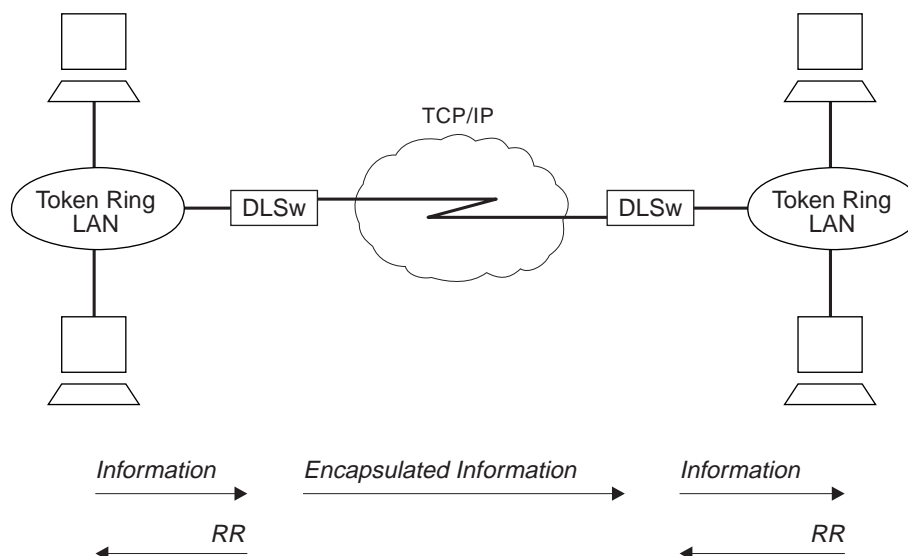 TCP/IP
Token Ring
LAN
DLSw
DLSw
Token Ring
LAN
Information
Encapsulated Information
Information
RR
RR